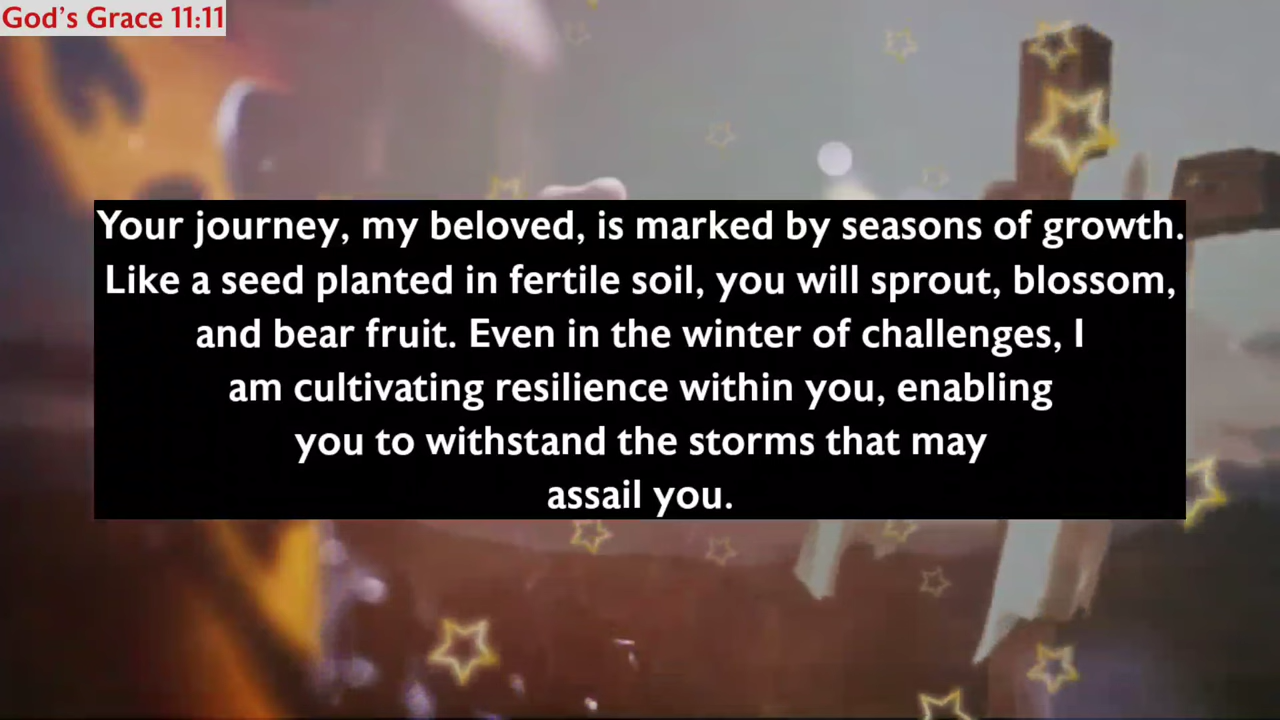 God's Grace 11:11
Your journey, my beloved, is marked by seasons of growth.
Like a seed planted in fertile soil, you will sprout, blossom,
and bear fruit. Even in the winter of challenges, I
am cultivating resilience within you, enabling
you to withstand the storms that may
assail you.